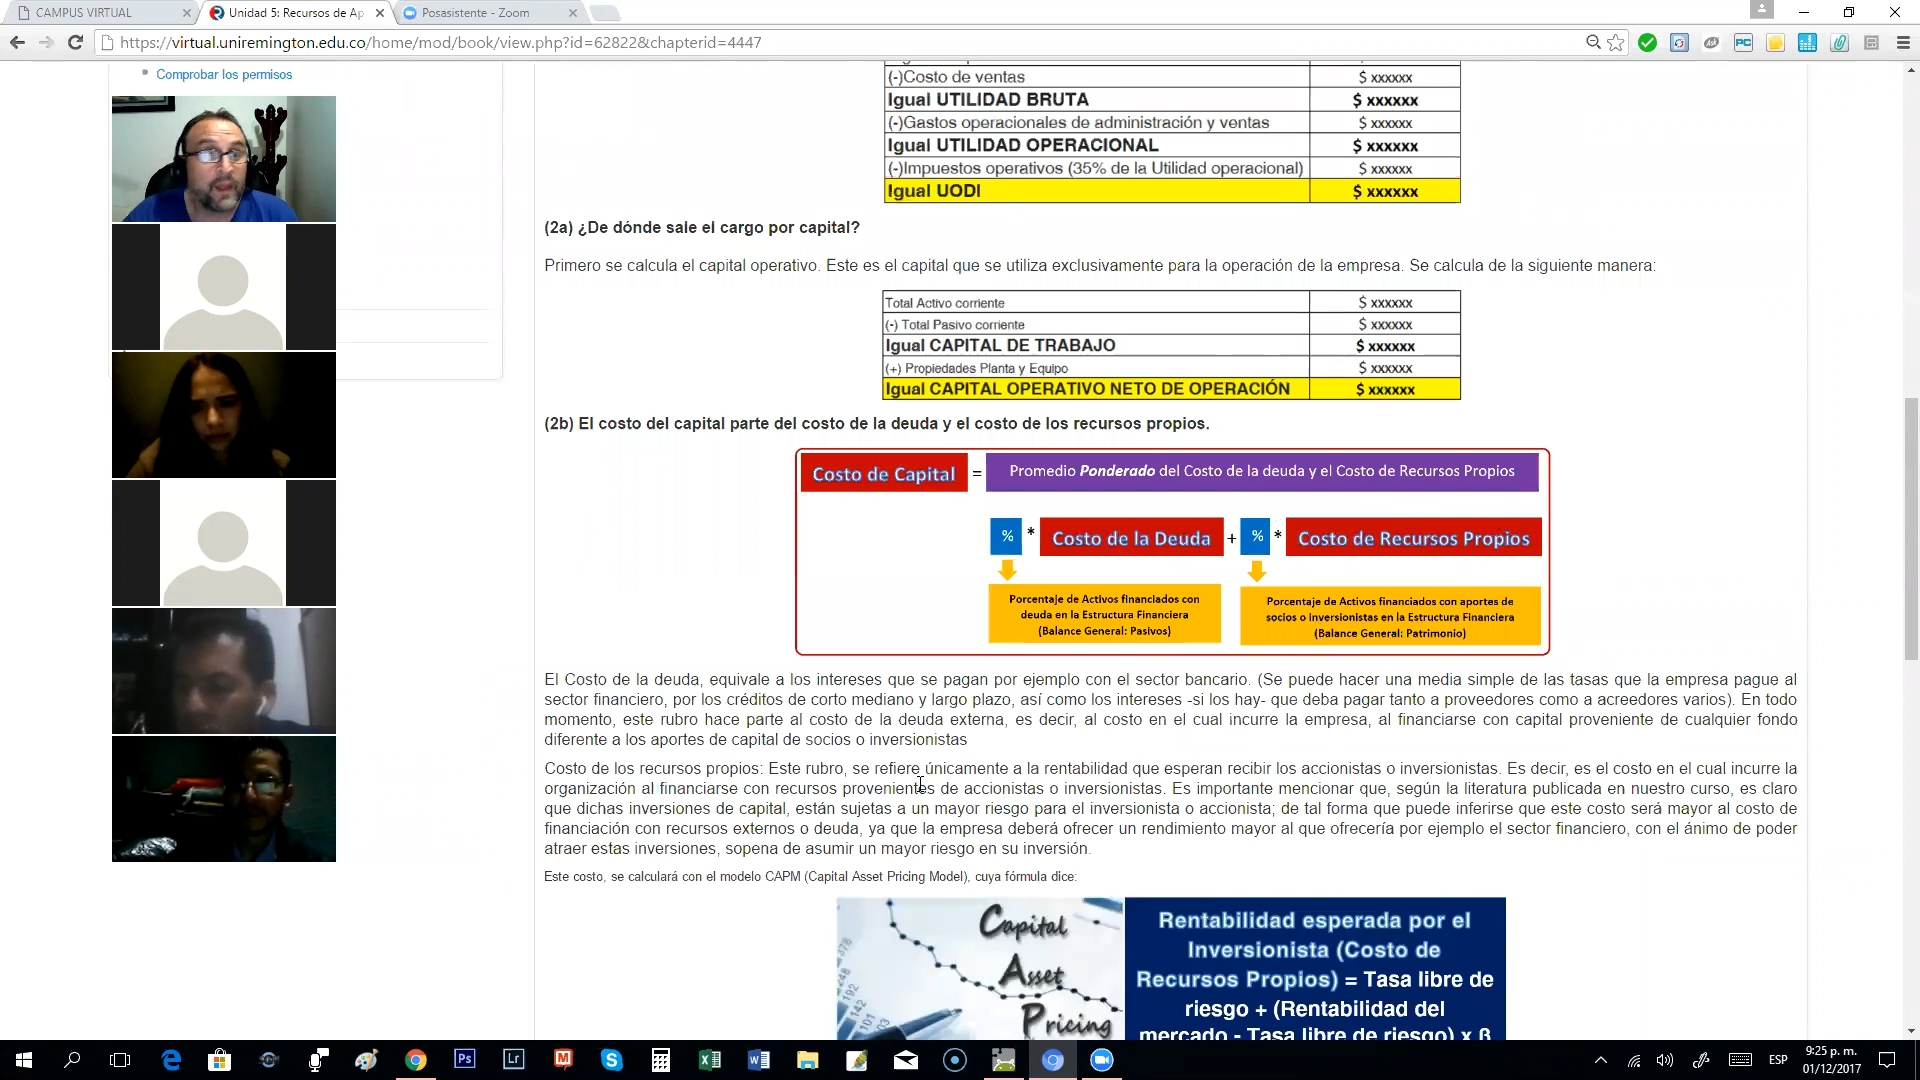 CAMPUS VIRTUAL
Unidad 5: Recursos de Ap
Posasistente - Zoom
https://virtual.uniremington.edu.co/home/mod/book/view.php?id=62822&chapterid=4447
Comprobar los permisos
(-)Costo de ventas $ xxxxxx
Igual UTILIDAD BRUTA $ xxxxxx
(-)Gastos operacionales de administración y ventas $ xxxxxx
Igual UTILIDAD OPERACIONAL $ xxxxxx
(-)Impuestos operativos (35% de la Utilidad operacional) $ xxxxxx
Igual UODI $ xxxxxx
(2a) ¿De dónde sale el cargo por capital?
Primero se calcula el capital operativo. Este es el capital que se utiliza exclusivamente para la operación de la empresa. Se calcula de la siguiente manera:
Total Activo corriente $ xxxxxx
(-) Total Pasivo corriente $ xxxxxx
Igual CAPITAL DE TRABAJO $ xxxxxx
(+) Propiedades Planta y Equipo $ xxxxxx
Igual CAPITAL OPERATIVO NETO DE OPERACIÓN $ xxxxxx
(2b) El costo del capital parte del costo de la deuda y el costo de los recursos propios.
Costo de Capital = Promedio Ponderado del Costo de la deuda y el Costo de Recursos Propios
% * Costo de la Deuda + % * Costo de Recursos Propios
Porcentaje de Activos financiados con
deuda en la Estructura Financiera
(Balance General: Pasivos)
Porcentaje de Activos financiados con aportes de
socios o inversionistas en la Estructura Financiera
(Balance General: Patrimonio)
El Costo de la deuda, equivale a los intereses que se pagan por ejemplo con el sector bancario. (Se puede hacer una media simple de las tasas que la empresa pague al
sector financiero, por los créditos de corto mediano y largo plazo, así como los intereses -si los hay- que deba pagar tanto a proveedores como a acreedores varios). En todo
momento, este rubro hace parte al costo de la deuda externa, es decir, al costo en el cual incurre la empresa, al financiarse con capital proveniente de cualquier fondo
diferente a los aportes de capital de socios o inversionistas
Costo de los recursos propios: Este rubro, se refiere únicamente a la rentabilidad que esperan recibir los accionistas o inversionistas. Es decir, es el costo en el cual incurre la
organización al financiarse con recursos provenientes de accionistas o inversionistas. Es importante mencionar que, según la literatura publicada en nuestro curso, es claro
que dichas inversiones de capital, están sujetas a un mayor riesgo para el inversionista o accionista; de tal forma que puede inferirse que este costo será mayor al costo de
financiación con recursos externos o deuda, ya que la empresa deberá ofrecer un rendimiento mayor al que ofrecería por ejemplo el sector financiero, con el ánimo de poder
atraer estas inversiones, sopena de asumir un mayor riesgo en su inversión.
Este costo, se calculará con el modelo CAPM (Capital Asset Pricing Model), cuya fórmula dice:
Capital
Asset
Pricing
Rentabilidad esperada por el
Inversionista (Costo de
Recursos Propios) = Tasa libre de
riesgo + (Rentabilidad del
mercado - Tasa libre de riesgo) x β
ESP
9:25 p. m.
01/12/2017